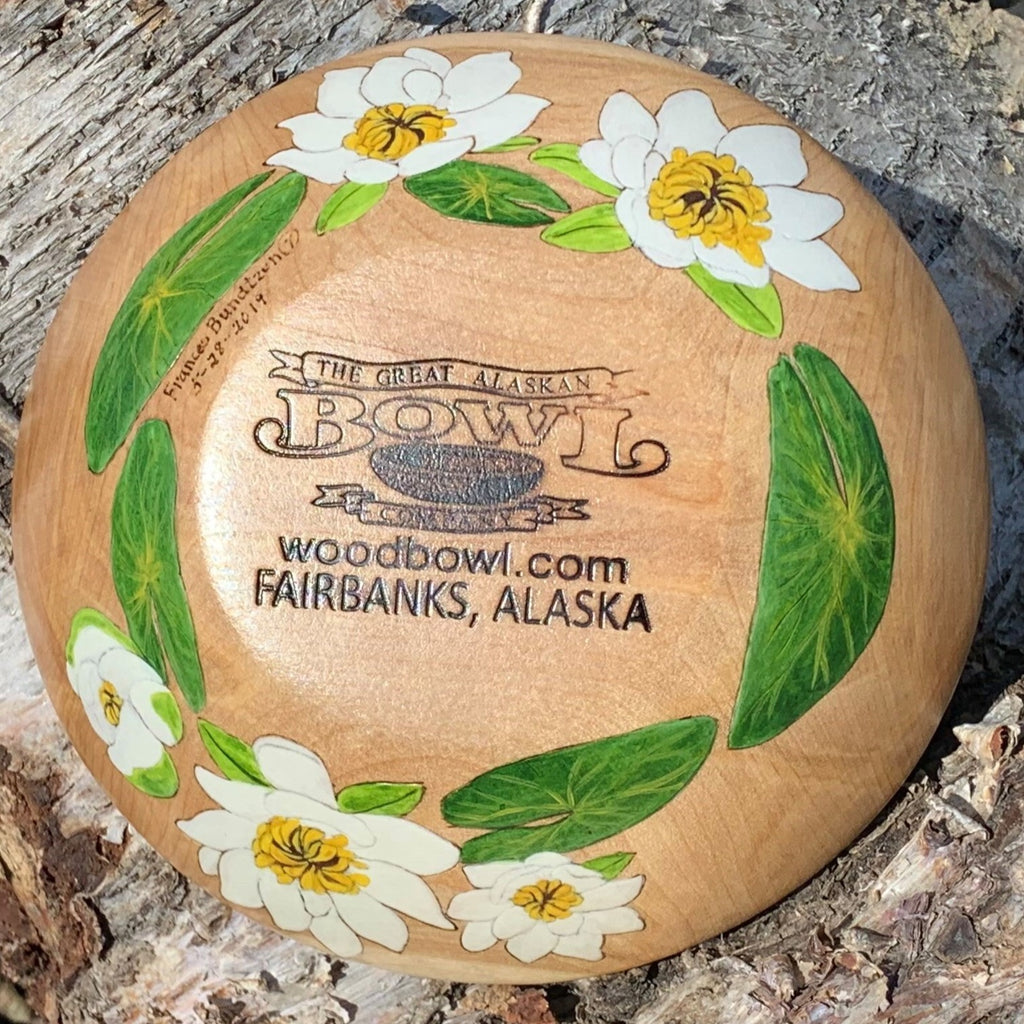 Frances Bundtzen
5-28-2019
THE GREAT ALASKAN
BOWL
COMPANY
woodbowl.com
FAIRBANKS, ALASKA